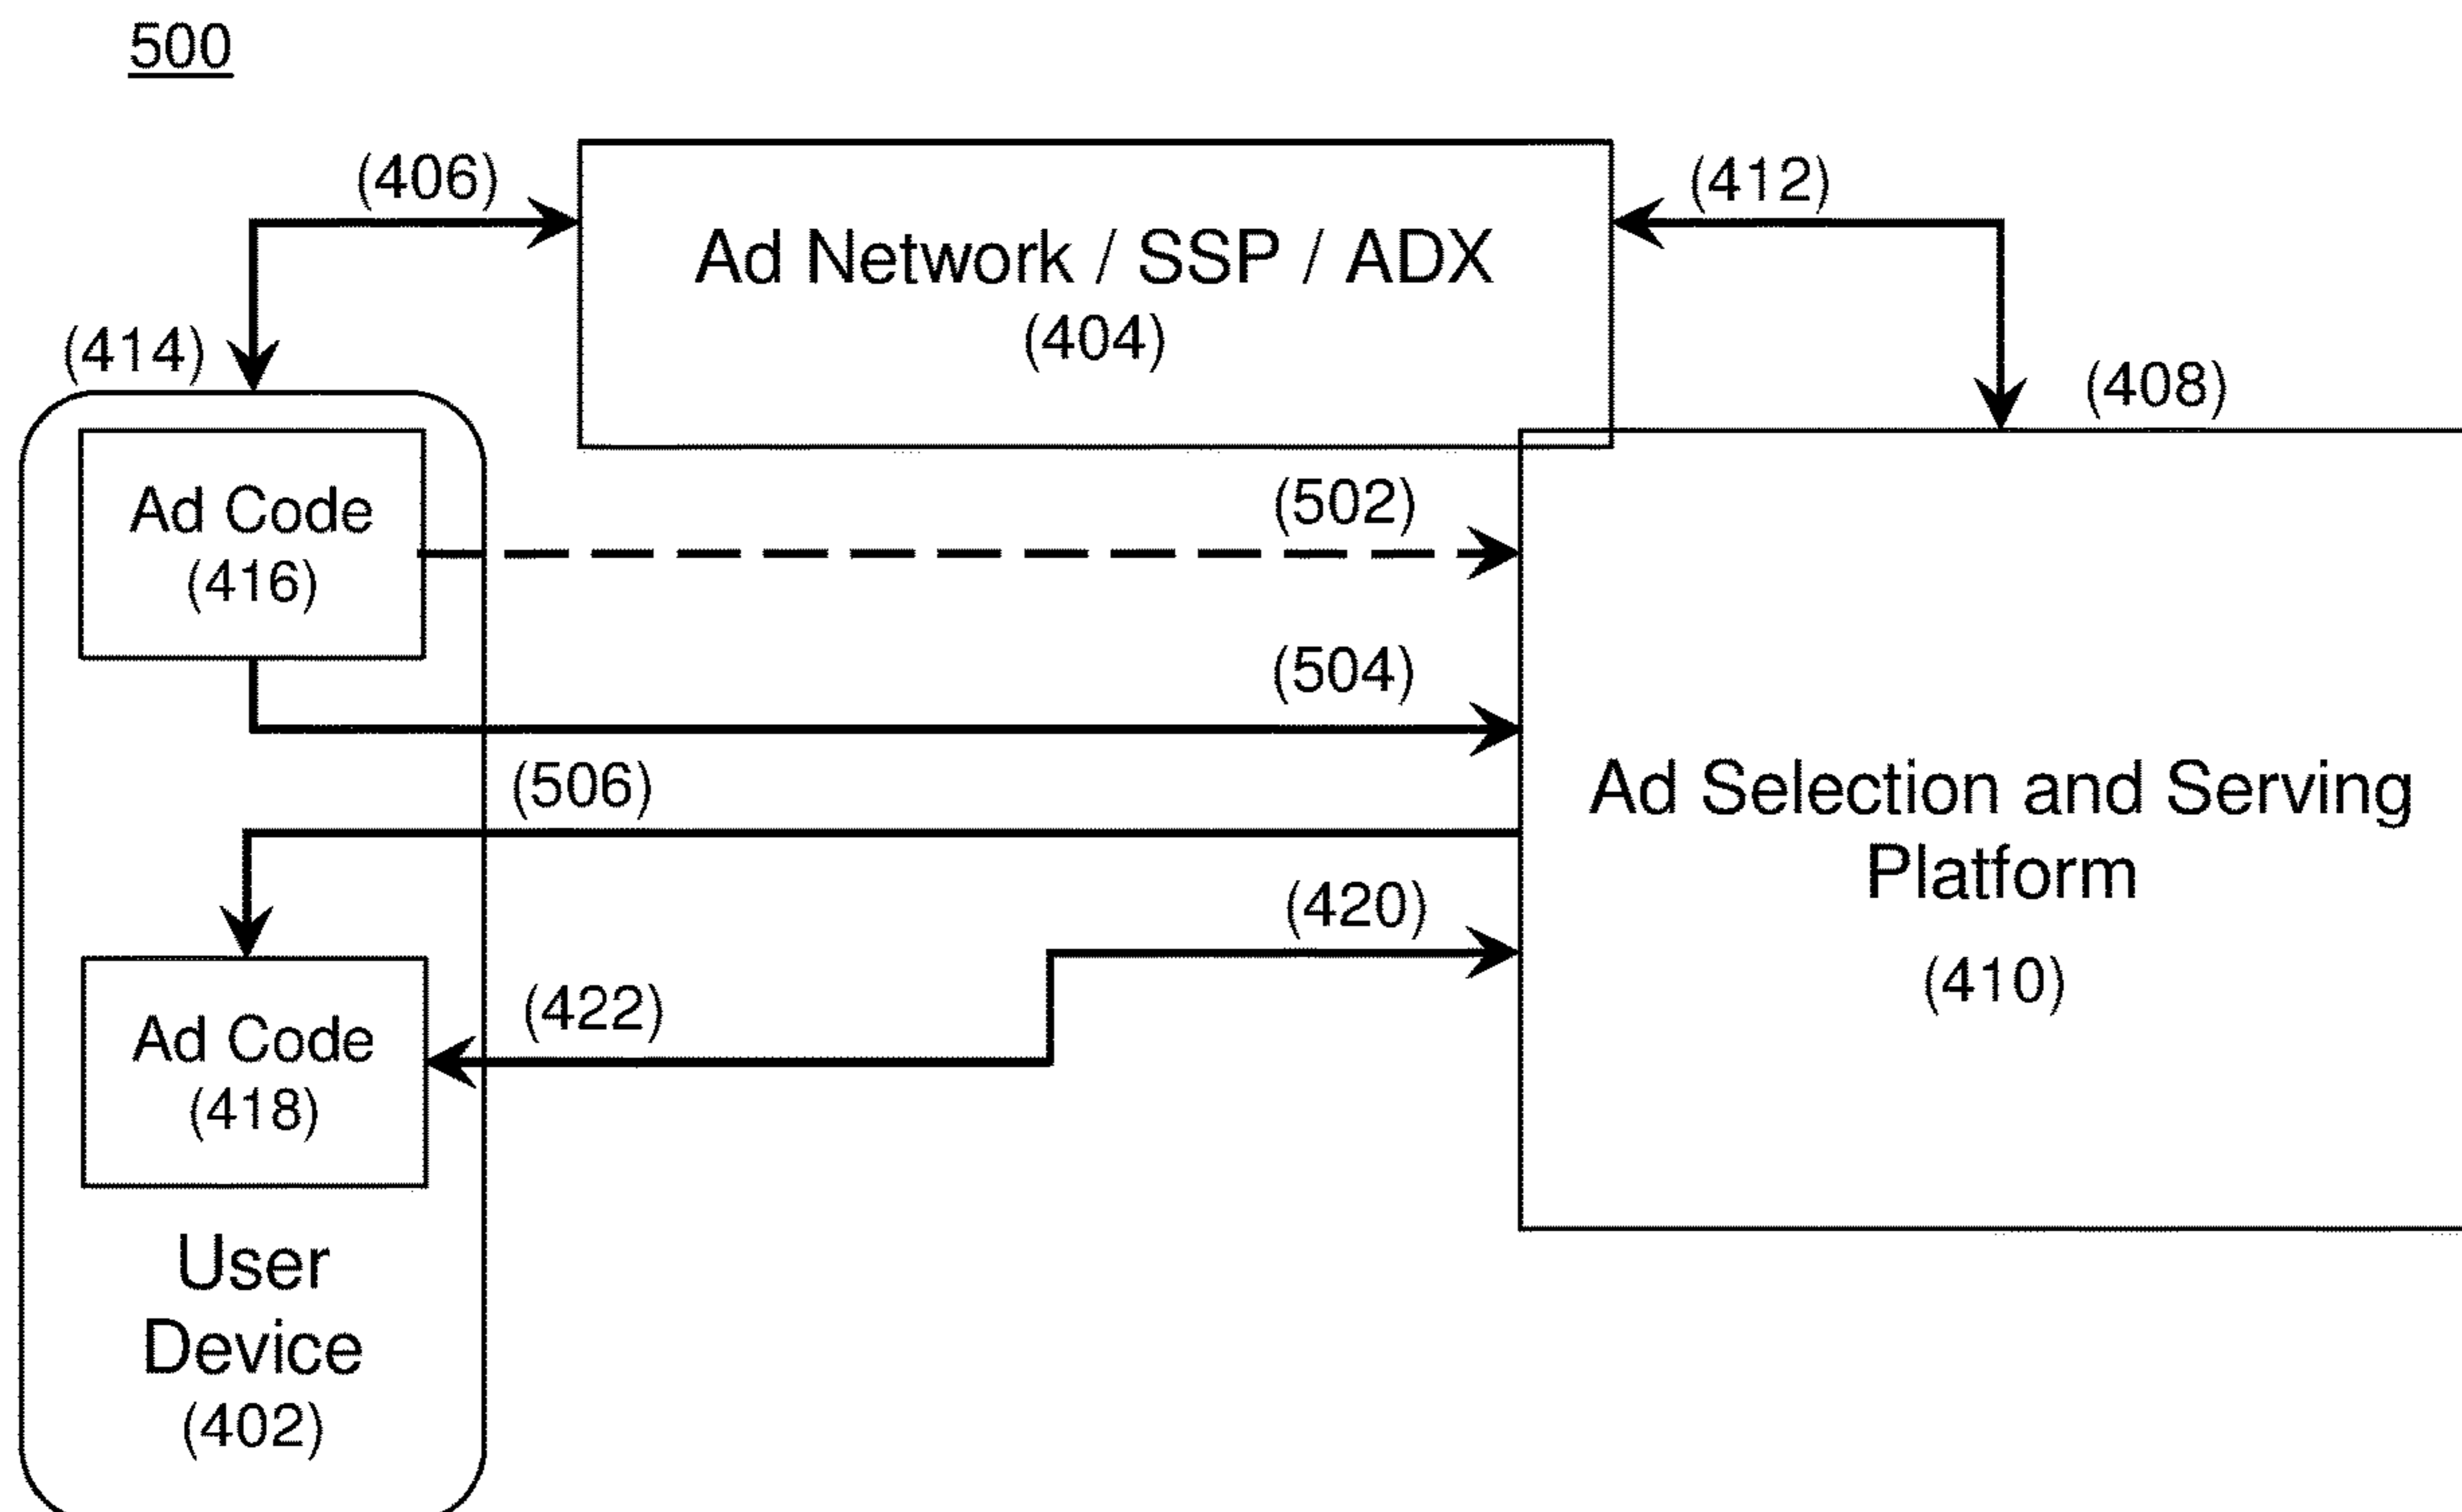 500
(406)
(412)
Ad Network / SSP / ADX
(404)
(414)
(408)
Ad Code
(416)
(502)
(504)
(506)
Ad Selection and Serving
Platform
(410)
(420)
(422)
Ad Code
(418)
User
Device
(402)